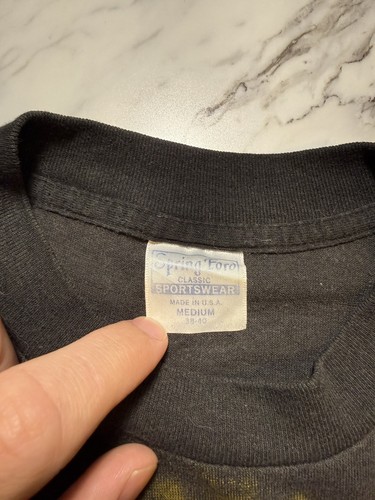 Spring'Ford
CLASSIC
SPORTSWEAR
MADE IN U.S.A.
MEDIUM
38-40